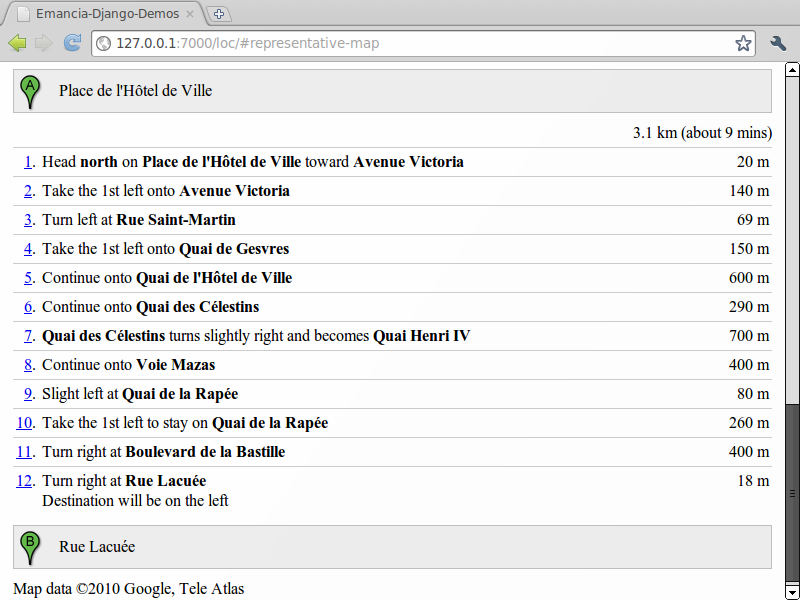 Emancia-Django-Demos
127.0.0.1:7000/loc/#representative-map
A
Place de l'Hôtel de Ville
3.1 km (about 9 mins)
1. Head north on Place de l'Hôtel de Ville toward Avenue Victoria 20 m
2. Take the 1st left onto Avenue Victoria 140 m
3. Turn left at Rue Saint-Martin 69 m
4. Take the 1st left onto Quai de Gesvres 150 m
5. Continue onto Quai de l'Hôtel de Ville 600 m
6. Continue onto Quai des Célestins 290 m
7. Quai des Célestins turns slightly right and becomes Quai Henri IV 700 m
8. Continue onto Voie Mazas 400 m
9. Slight left at Quai de la Rapée 80 m
10. Take the 1st left to stay on Quai de la Rapée 260 m
11. Turn right at Boulevard de la Bastille 400 m
12. Turn right at Rue Lacuée 18 m
Destination will be on the left
B
Rue Lacuée
Map data ©2010 Google, Tele Atlas